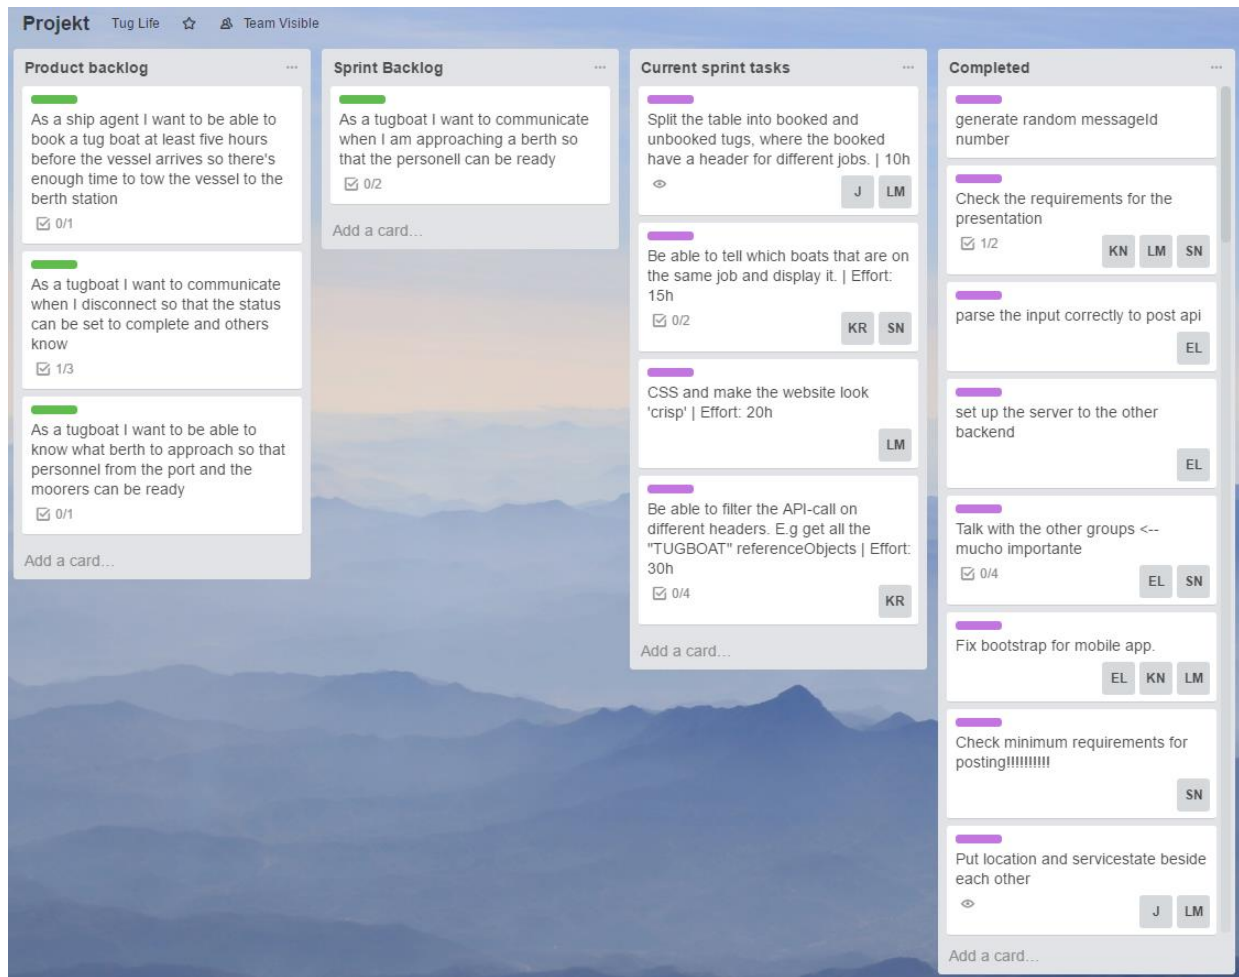 Projekt Tug Life Team Visible
Product backlog
As a ship agent I want to be able to
book a tug boat at least five hours
before the vessel arrives so there's
enough time to tow the vessel to the
berth station
0/1
As a tugboat I want to communicate
when I disconnect so that the status
can be set to complete and others
know
1/3
As a tugboat I want to be able to
know what berth to approach so that
personnel from the port and the
moorers can be ready
0/1
Add a card...
Sprint Backlog
As a tugboat I want to communicate
when I am approaching a berth so
that the personell can be ready
0/2
Add a card...
Current sprint tasks
Split the table into booked and
unbooked tugs, where the booked
have a header for different jobs. | 10h
J LM
Be able to tell which boats that are on
the same job and display it. | Effort:
15h
0/2 KR SN
CSS and make the website look
'crisp' | Effort: 20h
LM
Be able to filter the API-call on
different headers. E.g get all the
"TUGBOAT" referenceObjects | Effort:
30h
0/4 KR
Add a card...
Completed
generate random messageId
number
Check the requirements for the
presentation
1/2 KN LM SN
parse the input correctly to post api
EL
set up the server to the other
backend
EL
Talk with the other groups <--
mucho importante
0/4 EL SN
Fix bootstrap for mobile app.
EL KN LM
Check minimum requirements for
posting!!!!!!!!!!
SN
Put location and servicestate beside
each other
J LM
Add a card...